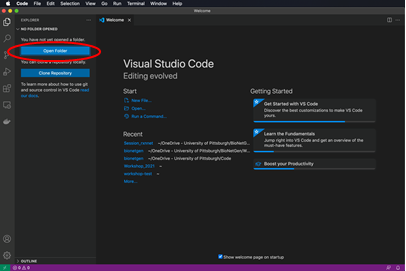 Code File Edit Selection View Go Run Terminal Window Help
Welcome
EXPLORER
NO FOLDER OPENED
You have not yet opened a folder.
Open Folder
You can clone a repository locally.
Clone Repository
To learn more about how to use git
and source control in VS Code read
our docs.
OUTLINE
0 0
Welcome
Visual Studio Code
Editing evolved
Start
New File...
Open...
Run a Command...
Recent
~/OneDrive - University of Pittsburgh/BioNetGen/
bionetgen ~/OneDrive - University of Pittsburgh/BioNetGen/W
bionetgen ~/OneDrive - University of Pittsburgh/Code
Workshop_2021 ~
workshop-test ~
More...
Getting Started
Get Started with VS Code
Discover the best customizations to make VS Code
yours.
Learn the Fundamentals
Jump right into VS Code and get an overview of the
must-have features.
Boost your Productivity
Show welcome page on startup